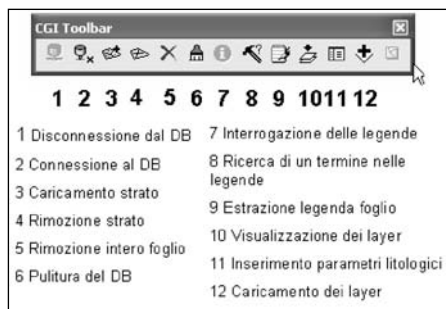 CGI Toolbar
1 2 3 4 5 6 7 8 9 10 11 12
1 Disconnessione dal DB
2 Connessione al DB
3 Caricamento strato
4 Rimozione strato
5 Rimozione intero foglio
6 Pulitura del DB
7 Interrogazione delle legende
8 Ricerca di un termine nelle
legende
9 Estrazione legenda foglio
10 Visualizzazione dei layer
11 Inserimento parametri litologici
12 Caricamento dei layer